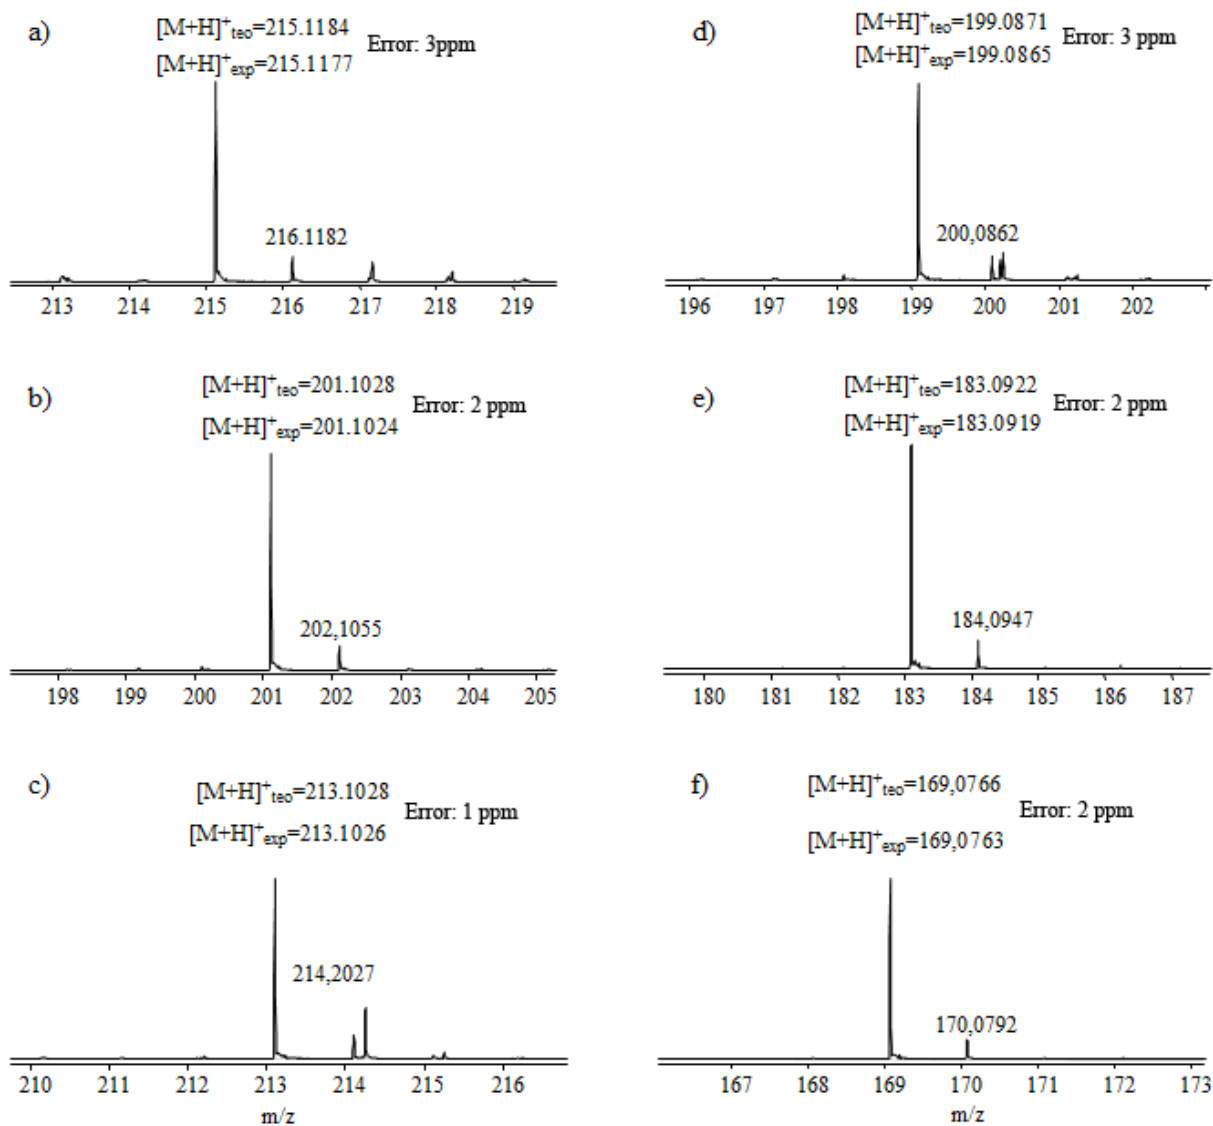 a)
[M+H]⁺teo=215.1184
Error: 3ppm
[M+H]⁺exp=215.1177
216.1182
213 214 215 216 217 218 219
b)
[M+H]⁺teo=201.1028
Error: 2 ppm
[M+H]⁺exp=201.1024
202,1055
198 199 200 201 202 203 204 205
c)
[M+H]⁺teo=213.1028
Error: 1 ppm
[M+H]⁺exp=213.1026
214,2027
210 211 212 213 214 215 216
m/z
d)
[M+H]⁺teo=199.0871
Error: 3 ppm
[M+H]⁺exp=199.0865
200,0862
196 197 198 199 200 201 202
e)
[M+H]⁺teo=183.0922
Error: 2 ppm
[M+H]⁺exp=183.0919
184,0947
180 181 182 183 184 185 186 187
f)
[M+H]⁺teo=169,0766
Error: 2 ppm
[M+H]⁺exp=169,0763
170,0792
167 168 169 170 171 172 173
m/z